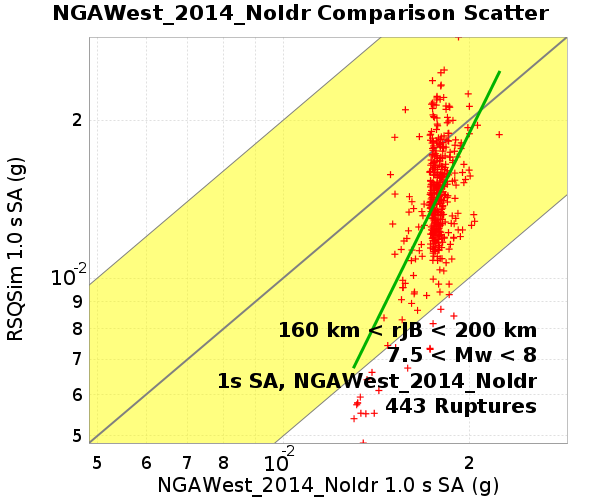 NGAWest_2014_NoIdr Comparison Scatter
RSQSim 1.0 s SA (g)
2
10-2
9
8
7
6
5
160 km < rJB < 200 km
7.5 < Mw < 8
1s SA, NGAWest_2014_NoIdr
443 Ruptures
5 6 7 8 10-2 2
NGAWest_2014_NoIdr 1.0 s SA (g)